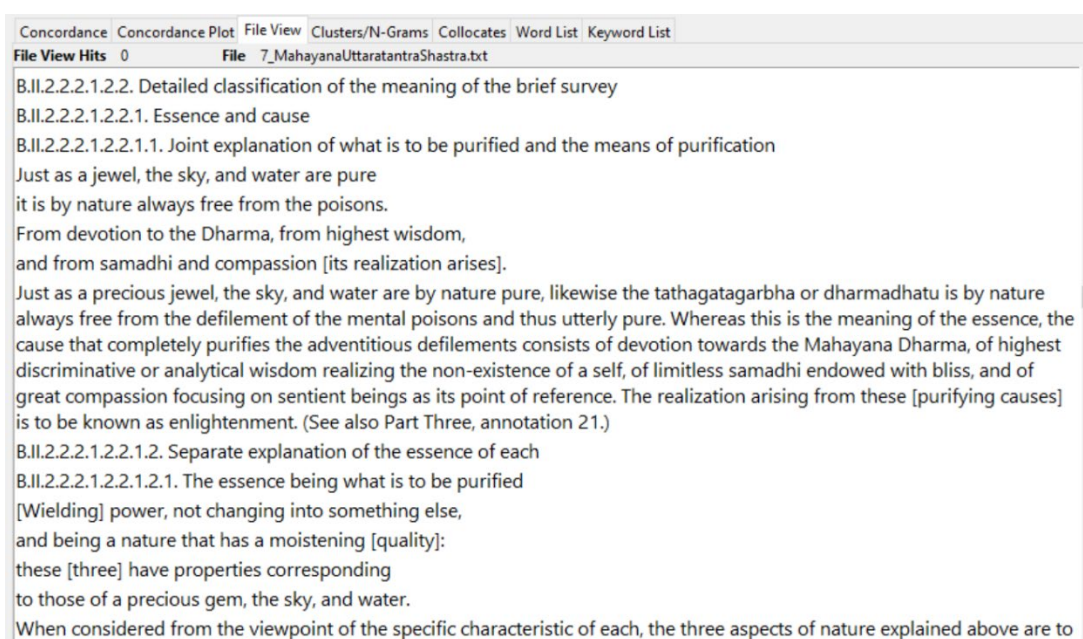 Concordance Concordance Plot File View Clusters/N-Grams Collocates Word List Keyword List
File View Hits 0 File 7_MahayanaUttaratantraShastra.txt
B.II.2.2.2.1.2.2. Detailed classification of the meaning of the brief survey
B.II.2.2.2.1.2.2.1. Essence and cause
B.II.2.2.2.1.2.2.1.1. Joint explanation of what is to be purified and the means of purification
Just as a jewel, the sky, and water are pure
it is by nature always free from the poisons.
From devotion to the Dharma, from highest wisdom,
and from samadhi and compassion [its realization arises].
Just as a precious jewel, the sky, and water are by nature pure, likewise the tathagatagarbha or dharmadhatu is by nature
always free from the defilement of the mental poisons and thus utterly pure. Whereas this is the meaning of the essence, the
cause that completely purifies the adventitious defilements consists of devotion towards the Mahayana Dharma, of highest
discriminative or analytical wisdom realizing the non-existence of a self, of limitless samadhi endowed with bliss, and of
great compassion focusing on sentient beings as its point of reference. The realization arising from these [purifying causes]
is to be known as enlightenment. (See also Part Three, annotation 21.)
B.II.2.2.2.1.2.2.1.2. Separate explanation of the essence of each
B.II.2.2.2.1.2.2.1.2.1. The essence being what is to be purified
[Wielding] power, not changing into something else,
and being a nature that has a moistening [quality]:
these [three] have properties corresponding
to those of a precious gem, the sky, and water.
When considered from the viewpoint of the specific characteristic of each, the three aspects of nature explained above are to